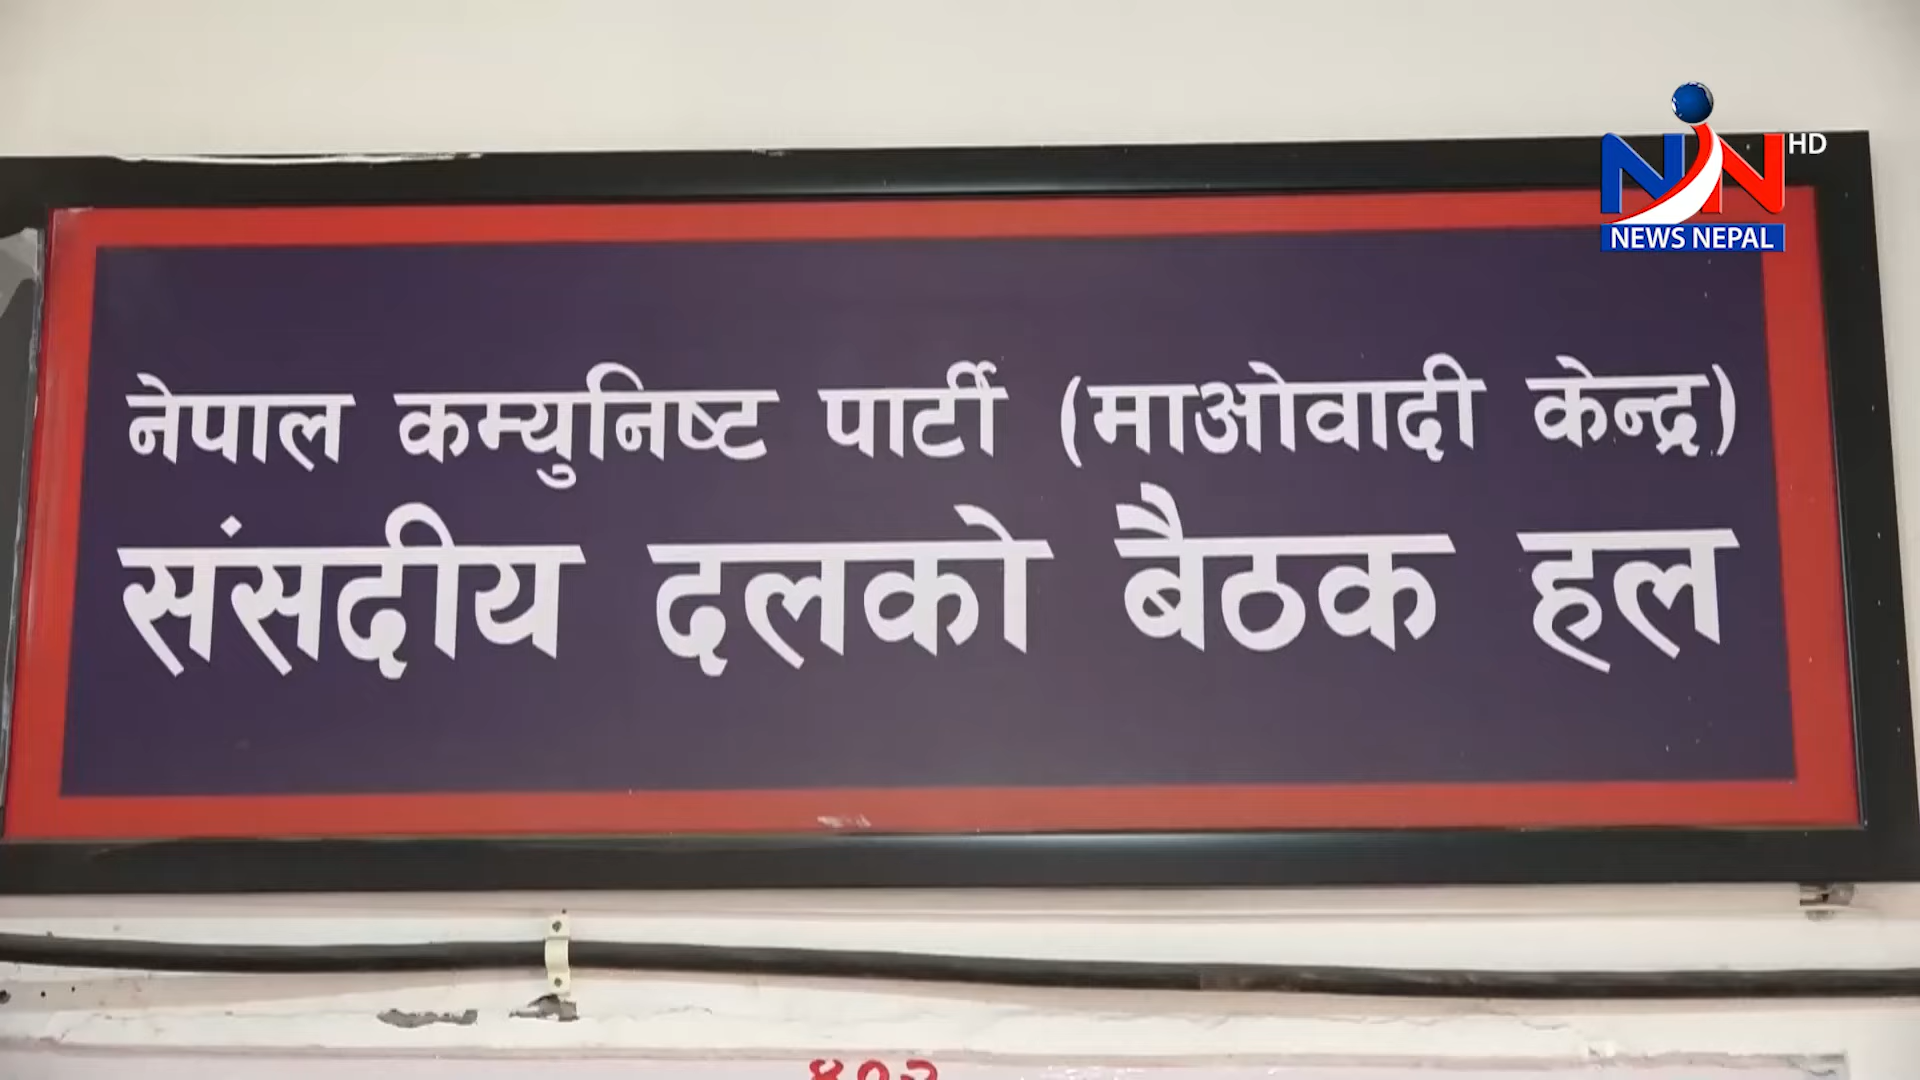 HD
NEWS NEPAL
नेपाल कम्युनिष्ट पार्टी (माओवादी केन्द्र)
संसदीय दलको बैठक हल